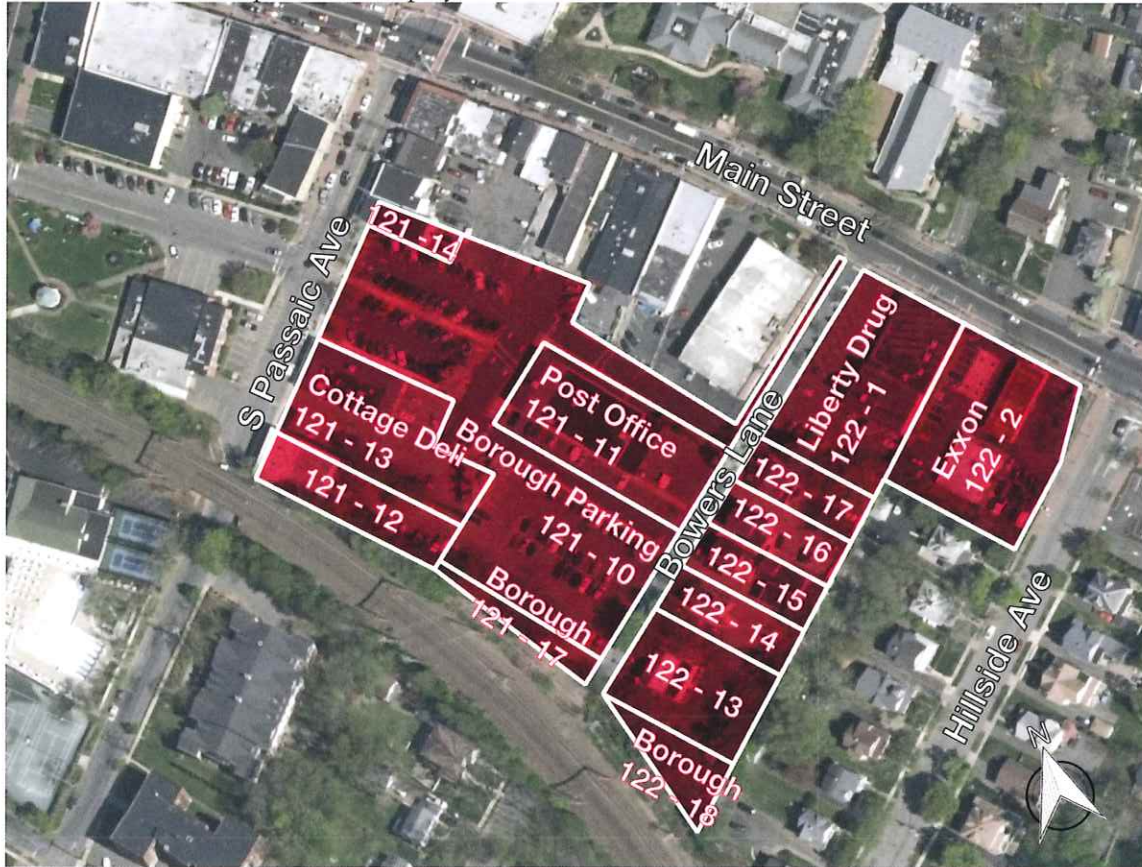 Main Street
121 -14
S Passaic Ave
Liberty Drug
122 - 1
Exxon
122 - 2
Post Office
121 - 11
Cottage Deli
121 - 13
Borough Parking
121 - 10
121 - 12
Bowers Lane
122 - 17
122 - 16
122 - 15
122 - 14
Borough
121 - 17
122 - 13
Hillside Ave
Borough
122 - 18
N